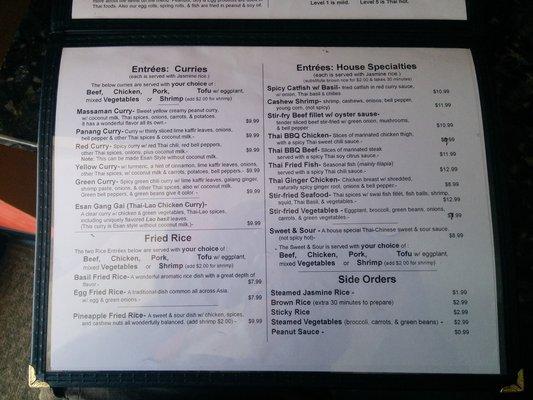 Thai foods. Also our egg rolls, spring rolls, & fish are fried in peanut & soy oil.
Level 1 is mild. Level 5 is Thai hot.
Entrées: Curries
(each is served with Jasmine rice )
The below curries are served with your choice of :
Beef, Chicken, Pork, Tofu w/ eggplant,
mixed Vegetables or Shrimp (add $2.00 for shrimp)
Massaman Curry- Sweet yellow creamy peanut curry,
w/ coconut milk, Thai spices, onions, carrots, & potatoes.
It has a wonderful flavor all its own.- $9.99
Panang Curry- Curry w/ thinly sliced lime kaffir leaves, onions,
bell pepper & other Thai spices & coconut milk.- $9.99
Red Curry- Spicy curry w/ red Thai chili, red bell peppers,
other Thai spices, onions, plus coconut milk.-
Note: This can be made Esan Style without coconut milk. $9.99
Yellow Curry- w/ turmeric, a hint of cinnamon, lime kaffir leaves, onions,
other Thai spices, w/ coconut milk & carrots, potatoes, bell peppers.- $9.99
Green Curry- Spicy green chili curry w/ lime kaffir leaves, galang ginger,
shrimp paste, onions, & other Thai spices, also w/ coconut milk.
Green bell peppers, & green beans give it color.- $9.99
Esan Gang Gai (Thai-Lao Chicken Curry)-
A clear curry w/ chicken & green vegetables, Thai-Lao spices,
including uniquely flavored Lao basil leaves.
(This curry is Esan style without coconut milk.)- $9.99
Fried Rice
The two Rice Entrées below are served with your choice of :
Beef, Chicken, Pork, Tofu w/ eggplant,
mixed Vegetables or Shrimp (add $2.00 for shrimp)
Basil Fried Rice- A wonderful aromatic rice dish with a great depth of
flavor.- $7.99
Egg Fried Rice- A traditional dish common all across Asia.
w/ egg & green onions - $7.99
Pineapple Fried Rice- A sweet & sour dish w/ chicken, spices,
and cashew nuts all wonderfully balanced. (add shrimp $2.00)- $9.99
Entrées: House Specialties
(each is served with Jasmine rice )
(substitute brown rice for $2.00 & takes 30 minutes)
Spicy Catfish w/ Basil- fried catfish in red curry sauce,
w/ onion, Thai basil & chilies $10.99
Cashew Shrimp- shrimp, cashews, onions, bell pepper,
young corn, (not spicy) $11.99
Stir-fry Beef fillet w/ oyster sause-
tender sliced beef stir-fried w/ green onion, mushrooms,
& bell pepper $10.99
Thai BBQ Chicken- Slices of marinated chicken thigh,
with a spicy Thai sweet chili sauce.-
Thai BBQ Beef- Slices of marinated steak
served with a spicy Thai soy citrus sauce.- $11.99
Thai Fried Fish- Seasonal fish (mainly tilapia)
served with a spicy Thai chili sauce.- $12.99
Thai Ginger Chicken- Chicken breast w/ shredded,
naturally spicy ginger root, onions & bell pepper.- $8.99
Stir-fried Seafood- Thai spices w/ swai fish filet, fish balls, shrimp,
squid, Thai basil, & vegetables.- $12.99
Stir-fried Vegetables - Eggplant, broccoli, green beans, onions,
carrots, & green vegetables.-
Sweet & Sour - A house special Thai-Chinese sweet & sour sauce.
(not spicy hot)- $8.99
- The Sweet & Sour is served with your choice of :
Beef, Chicken, Pork, Tofu w/ eggplant,
mixed Vegetables or Shrimp (add $2.00 for shrimp)
Side Orders
Steamed Jasmine Rice - $1.99
Brown Rice (extra 30 minutes to prepare) $2.99
Sticky Rice $2.99
Steamed Vegetables (broccoli, carrots, & green beans) - $2.99
Peanut Sauce - $0.99